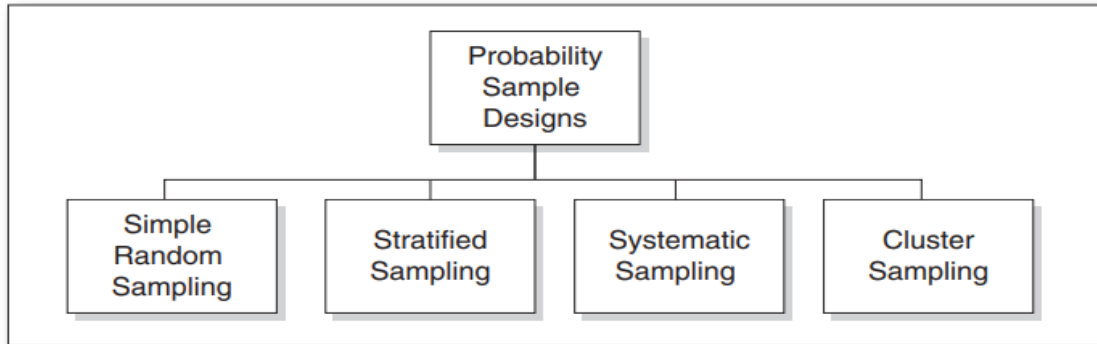 Probability
Sample
Designs
Simple
Random
Sampling
Stratified
Sampling
Systematic
Sampling
Cluster
Sampling